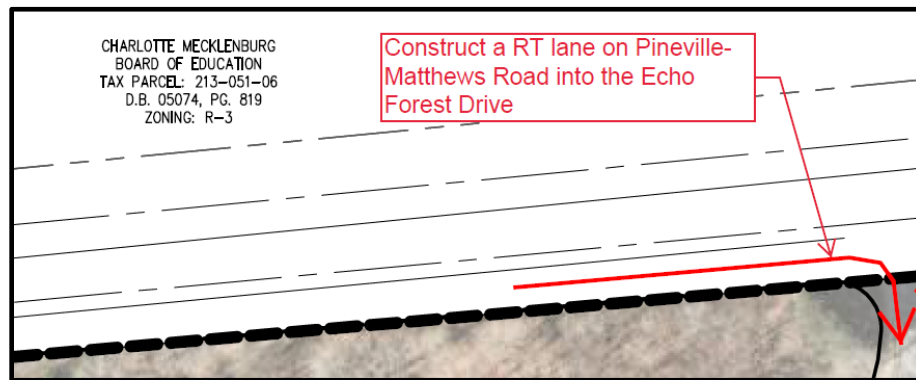 CHARLOTTE MECKLENBURG
BOARD OF EDUCATION
TAX PARCEL: 213-051-06
D.B. 05074, PG. 819
ZONING: R-3
Construct a RT lane on Pineville-
Matthews Road into the Echo
Forest Drive